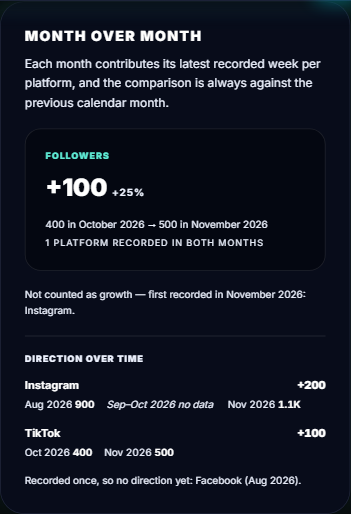 MONTH OVER MONTH
Each month contributes its latest recorded week per
platform, and the comparison is always against the
previous calendar month.
FOLLOWERS
+100 +25%
400 in October 2026 → 500 in November 2026
1 PLATFORM RECORDED IN BOTH MONTHS
Not counted as growth — first recorded in November 2026:
Instagram.
DIRECTION OVER TIME
Instagram +200
Aug 2026 900 Sep–Oct 2026 no data Nov 2026 1.1K
TikTok +100
Oct 2026 400 Nov 2026 500
Recorded once, so no direction yet: Facebook (Aug 2026).